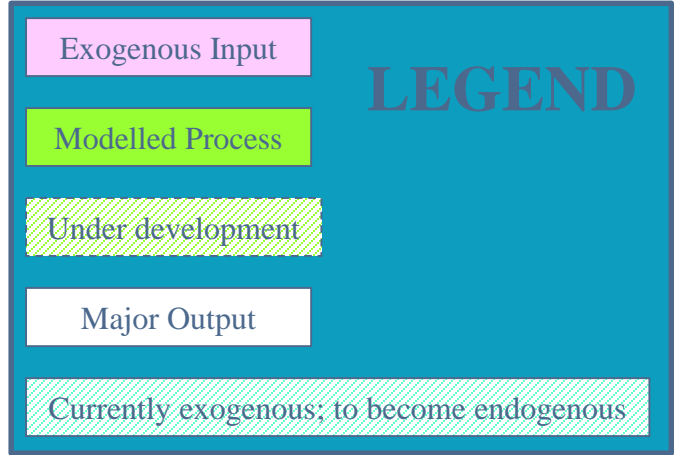 Exogenous Input
LEGEND
Modelled Process
Under development
Major Output
Currently exogenous; to become endogenous